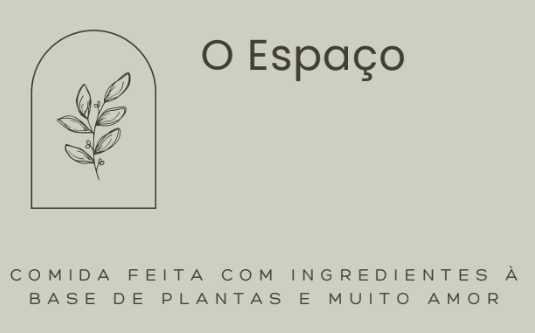 O Espaço
COMIDA FEITA COM INGREDIENTES À
BASE DE PLANTAS E MUITO AMOR